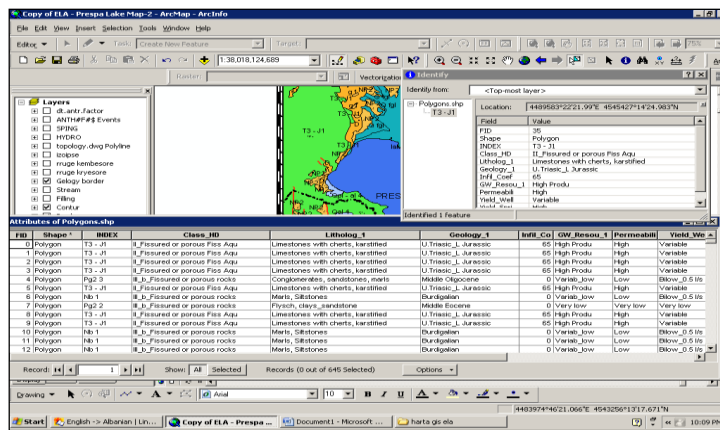 Copy of ELA - Prespa Lake Map-2 - ArcMap - ArcInfo
File Edit View Insert Selection Tools Window Help
Editor Task: Create New Feature Target: 75%
1:38,018,124,689
Raster: Vectorization
Layers
dt.antr.factor
ANTH#F#$ Events
SPING
HYDRO
topology.dwg Polyline
izoipse
rruge kembesore
rruge kryesore
Gelogy border
Stream
Filling
Contur
T3 - J1
NP2
PRES
Identify
Identify from: <Top-most layer>
Polygons.shp
T3 - J1
Location: 4489583°22'21.99"E 4545427°14'24.983"N
Field Value
FID 35
Shape Polygon
INDEX T3 - J1
Class_HD II_Fissured or porous Fiss Aqu
Litholog_1 Limestones with cherts, karstified
Geology_1 U.Triasic_L Jurassic
Infil_Coef 65
GW_Resou_1 High Produ
Permeabili High
Yield_Well Variable
Identified 1 feature
Attributes of Polygons.shp
FID Shape * INDEX Class_HD Litholog_1 Geology_1 Infil_Co GW_Resou_1 Permeabili Yield_We
0 Polygon T3 - J1 II_Fissured or porous Fiss Aqu Limestones with cherts, karstified U.Triasic_L Jurassic 65 High Produ High Variable
1 Polygon T3 - J1 II_Fissured or porous Fiss Aqu Limestones with cherts, karstified U.Triasic_L Jurassic 65 High Produ High Variable
2 Polygon T3 - J1 II_Fissured or porous Fiss Aqu Limestones with cherts, karstified U.Triasic_L Jurassic 65 High Produ High Variable
3 Polygon T3 - J1 II_Fissured or porous Fiss Aqu Limestones with cherts, karstified U.Triasic_L Jurassic 65 High Produ High Variable
4 Polygon Pg2 3 III_b_Fissured or porous rocks Conglomerates, sandstones, marls Middle Oligocene 0 Variab_low Low Bilow_0.5 l/s
5 Polygon T3 - J1 II_Fissured or porous Fiss Aqu Limestones with cherts, karstified U.Triasic_L Jurassic 65 High Produ High Variable
6 Polygon Nb 1 III_b_Fissured or porous rocks Marls, Siltstones Burdigalian 0 Variab_low Low Bilow_0.5 l/s
7 Polygon Pg2 2 III_b_Fissured or porous rocks Flysch, clays_sandstone Middle Eocene 0 Very low Very low Variable
8 Polygon T3 - J1 II_Fissured or porous Fiss Aqu Limestones with cherts, karstified U.Triasic_L Jurassic 65 High Produ High Variable
9 Polygon T3 - J1 II_Fissured or porous Fiss Aqu Limestones with cherts, karstified U.Triasic_L Jurassic 65 High Produ High Variable
10 Polygon Nb 1 III_b_Fissured or porous rocks Marls, Siltstones Burdigalian 0 Variab_low Low Bilow_0.5 l/s
11 Polygon Nb 1 III_b_Fissured or porous rocks Marls, Siltstones Burdigalian 0 Variab_low Low Bilow_0.5 l/s
12 Polygon Nb 1 III_b_Fissured or porous rocks Marls, Siltstones Burdigalian 0 Variab_low Low Bilow_0.5 l/s
Record: 1 Show: All Selected Records (0 out of 645 Selected) Options
Drawing A Arial 10 B I U A
4483974°46'21.066"E 4543256°13'17.671"N
Start English -> Albanian | Lin... Copy of ELA - Prespa ... Document1 - Microsoft ... harta gis ela 10:09 PM